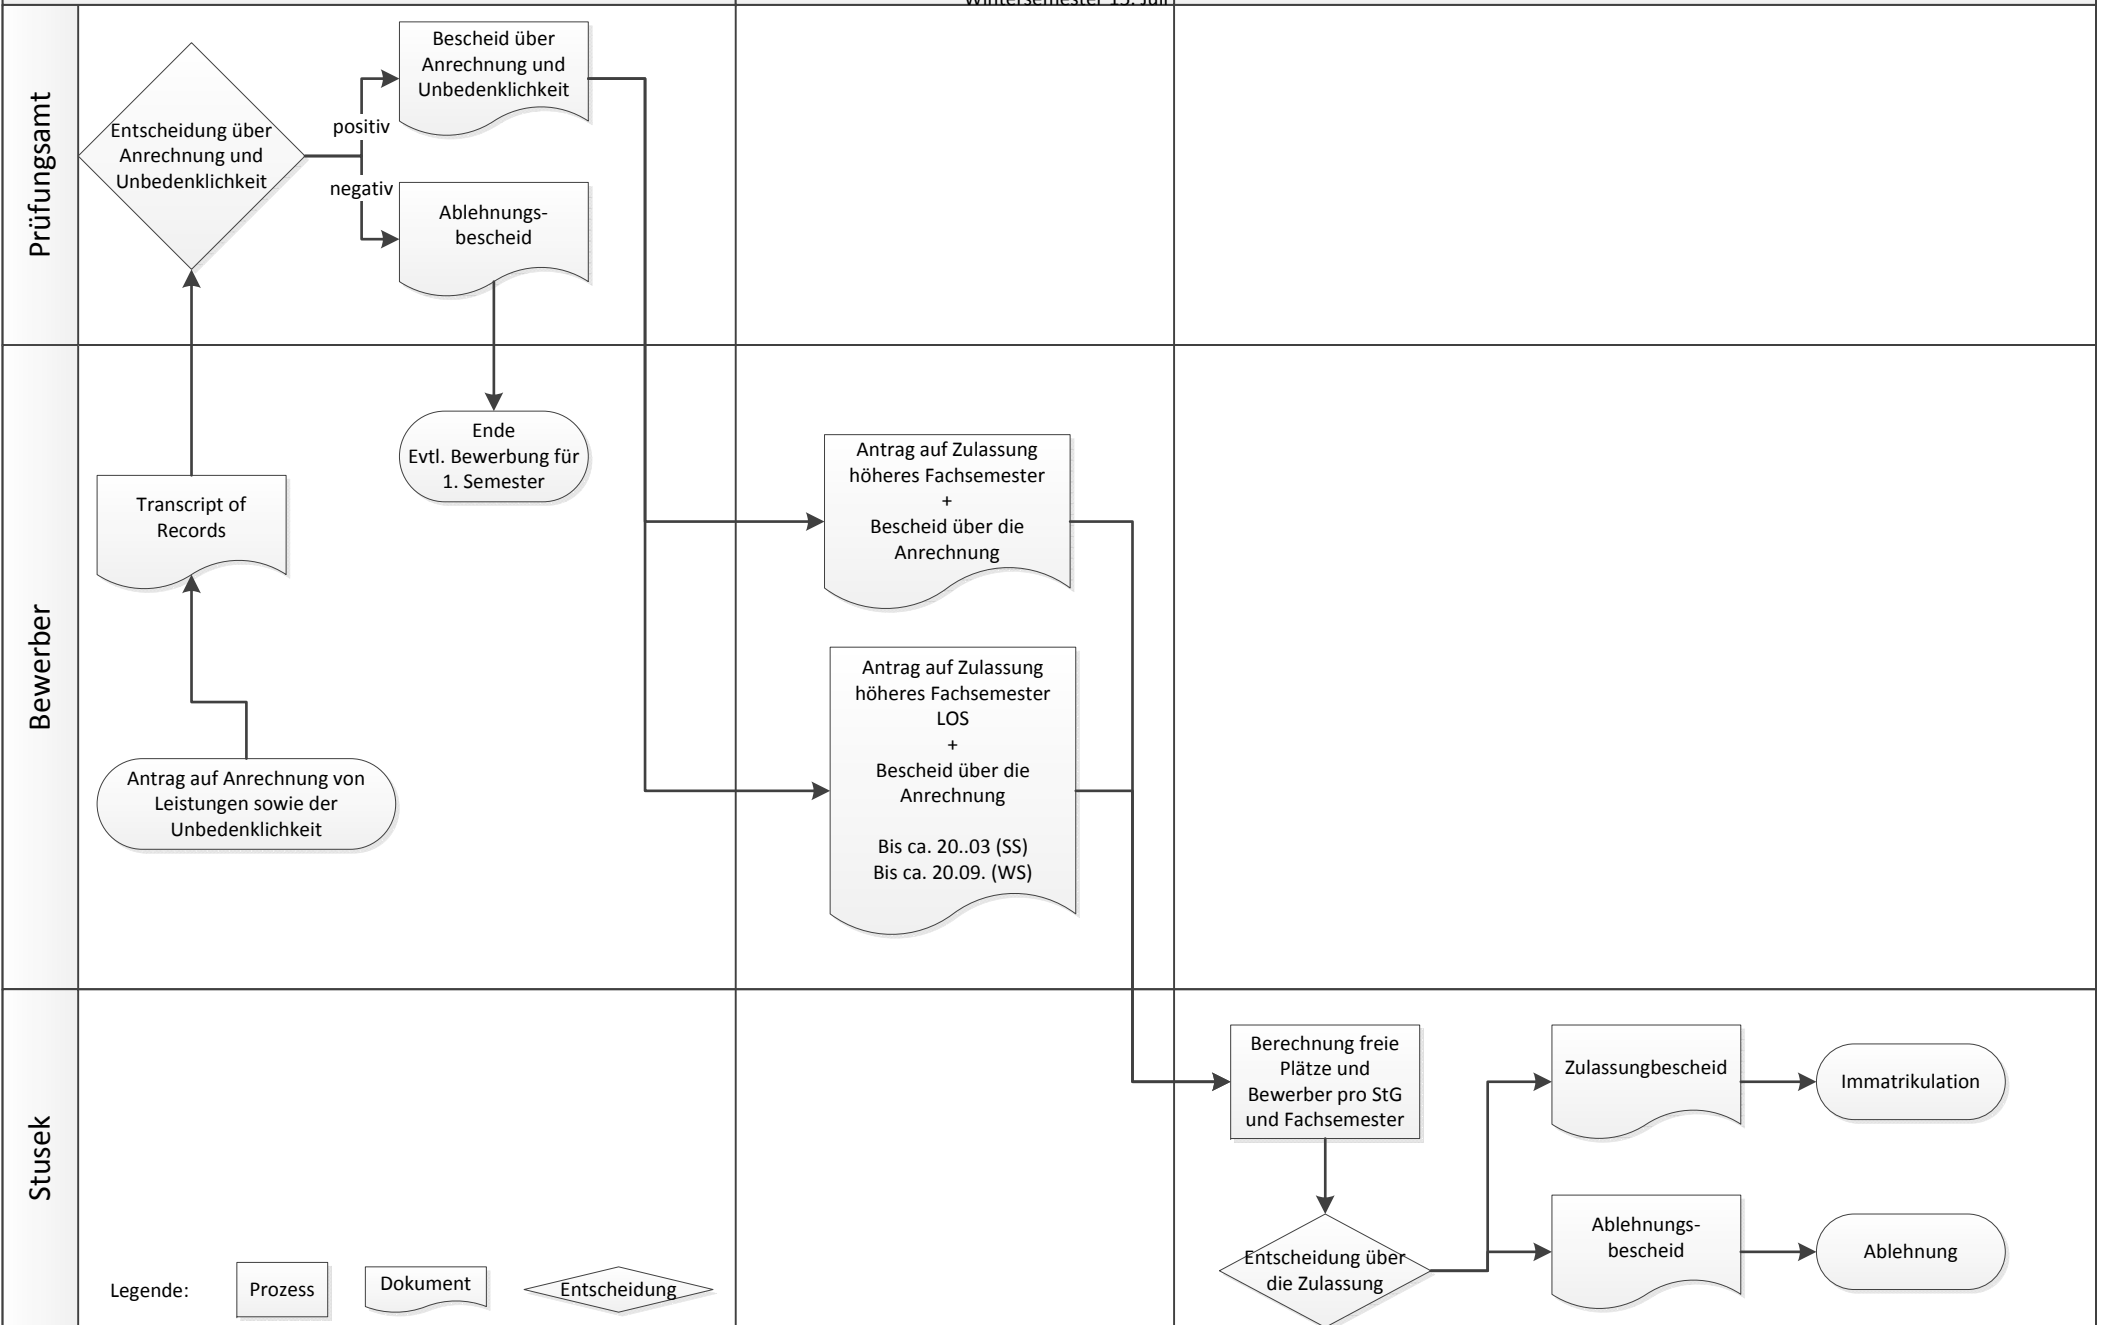 Wintersemester 15. Juli
Prüfungsamt
Entscheidung über
Anrechnung und
Unbedenklichkeit
positiv
negativ
Bescheid über
Anrechnung und
Unbedenklichkeit
Ablehnungs-
bescheid
Bewerber
Transcript of
Records
Antrag auf Anrechnung von
Leistungen sowie der
Unbedenklichkeit
Ende
Evtl. Bewerbung für
1. Semester
Antrag auf Zulassung
höheres Fachsemester
+
Bescheid über die
Anrechnung
Antrag auf Zulassung
höheres Fachsemester
LOS
+
Bescheid über die
Anrechnung
Bis ca. 20..03 (SS)
Bis ca. 20.09. (WS)
Stusek
Berechnung freie
Plätze und
Bewerber pro StG
und Fachsemester
Entscheidung über
die Zulassung
Zulassungbescheid
Immatrikulation
Ablehnungs-
bescheid
Ablehnung
Legende:
Prozess
Dokument
Entscheidung